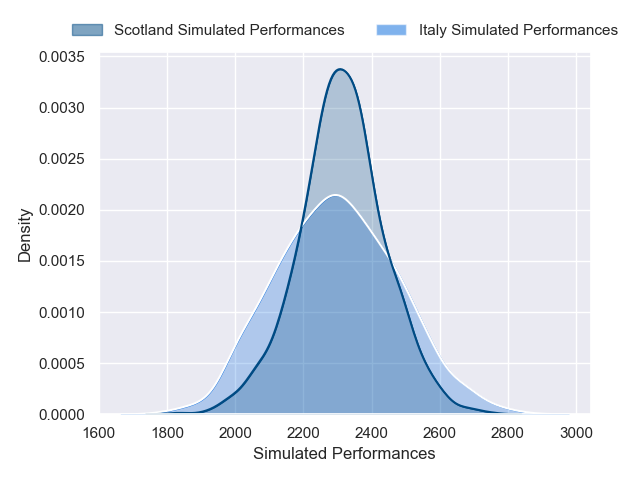 Scotland Simulated Performances Italy Simulated Performances
0.0035
0.0030
0.0025
0.0020
0.0015
0.0010
0.0005
0.0000
Density
1600 1800 2000 2200 2400 2600 2800 3000
Simulated Performances